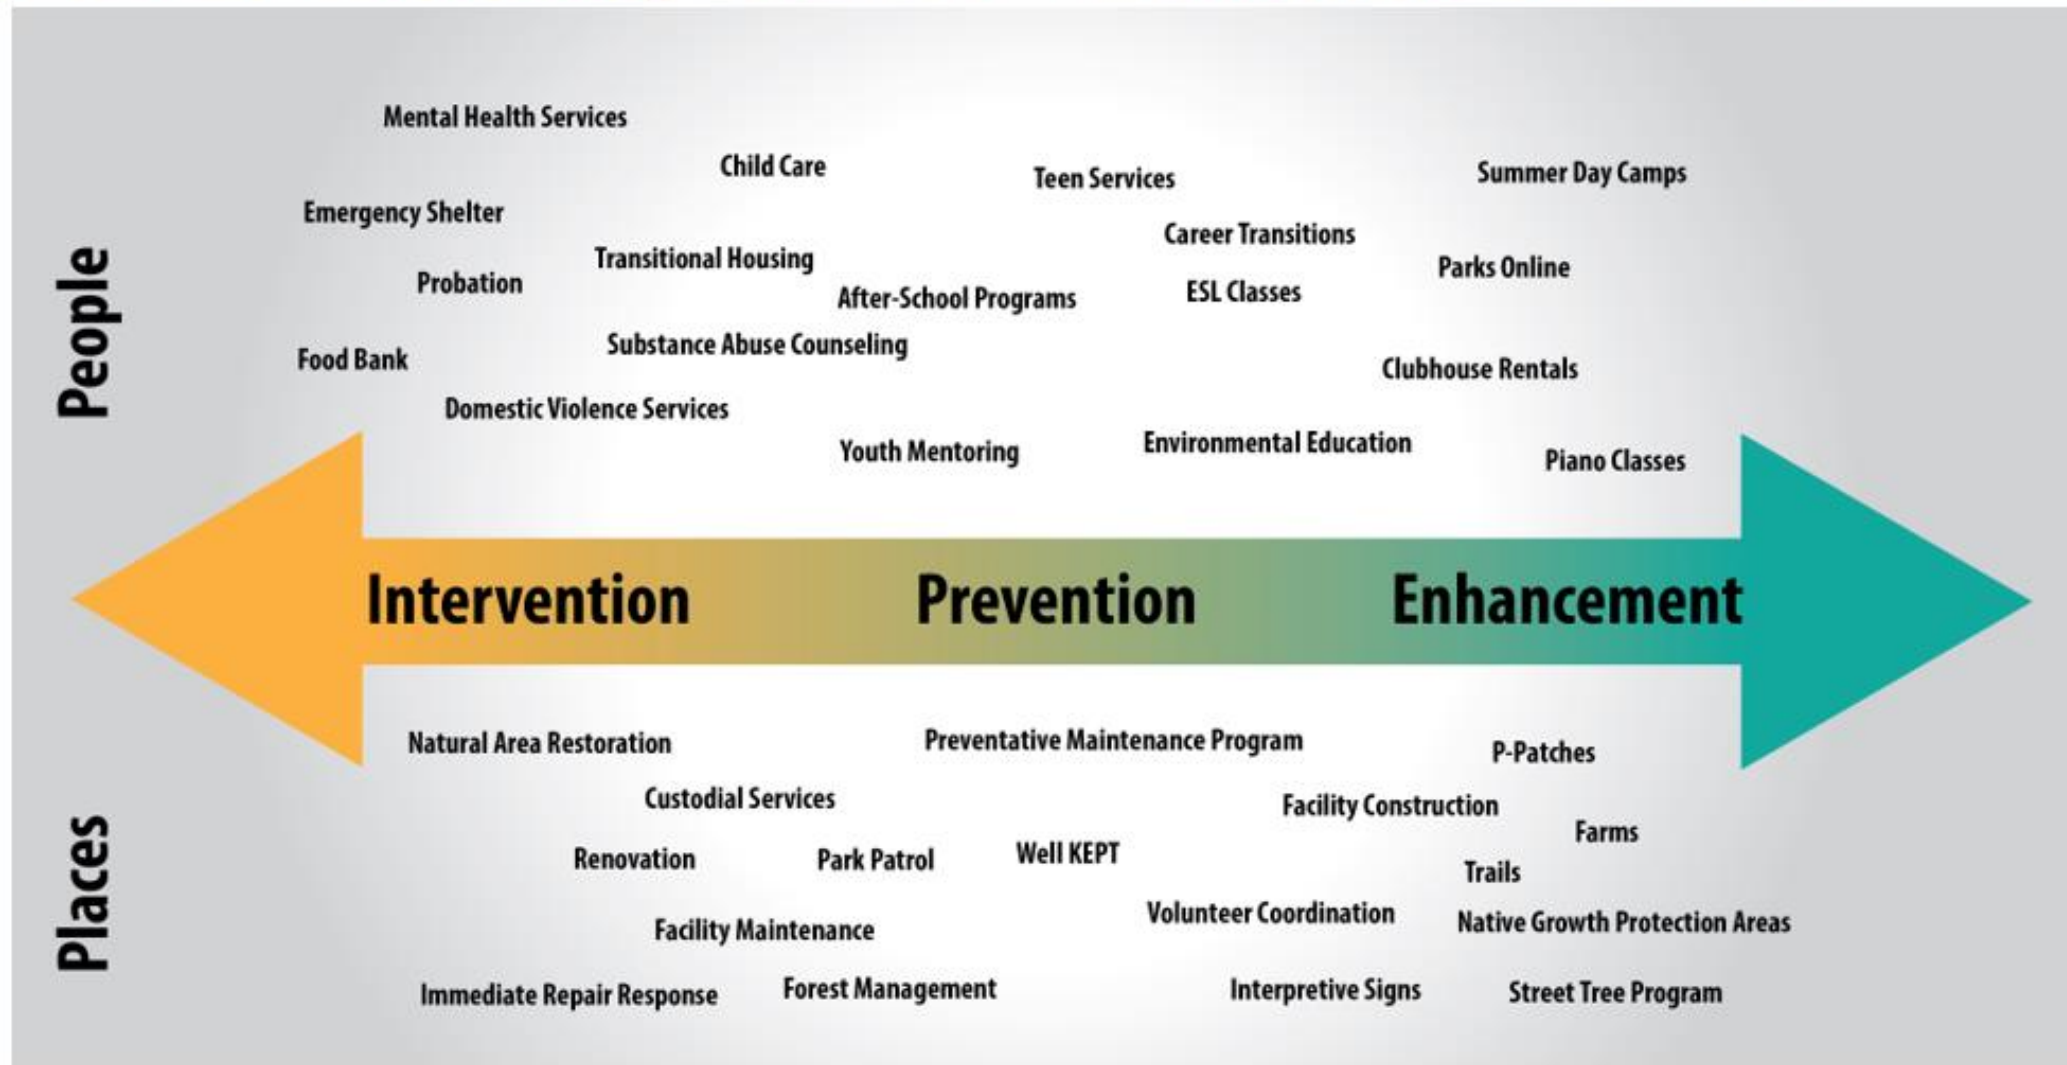 People
Mental Health Services
Child Care
Teen Services
Summer Day Camps
Emergency Shelter
Career Transitions
Transitional Housing
Parks Online
Probation
After-School Programs
ESL Classes
Substance Abuse Counseling
Food Bank
Clubhouse Rentals
Domestic Violence Services
Youth Mentoring
Environmental Education
Piano Classes
Intervention
Prevention
Enhancement
Places
Natural Area Restoration
Preventative Maintenance Program
P-Patches
Custodial Services
Facility Construction
Farms
Renovation
Park Patrol
Well KEPT
Trails
Volunteer Coordination
Native Growth Protection Areas
Facility Maintenance
Immediate Repair Response
Forest Management
Interpretive Signs
Street Tree Program